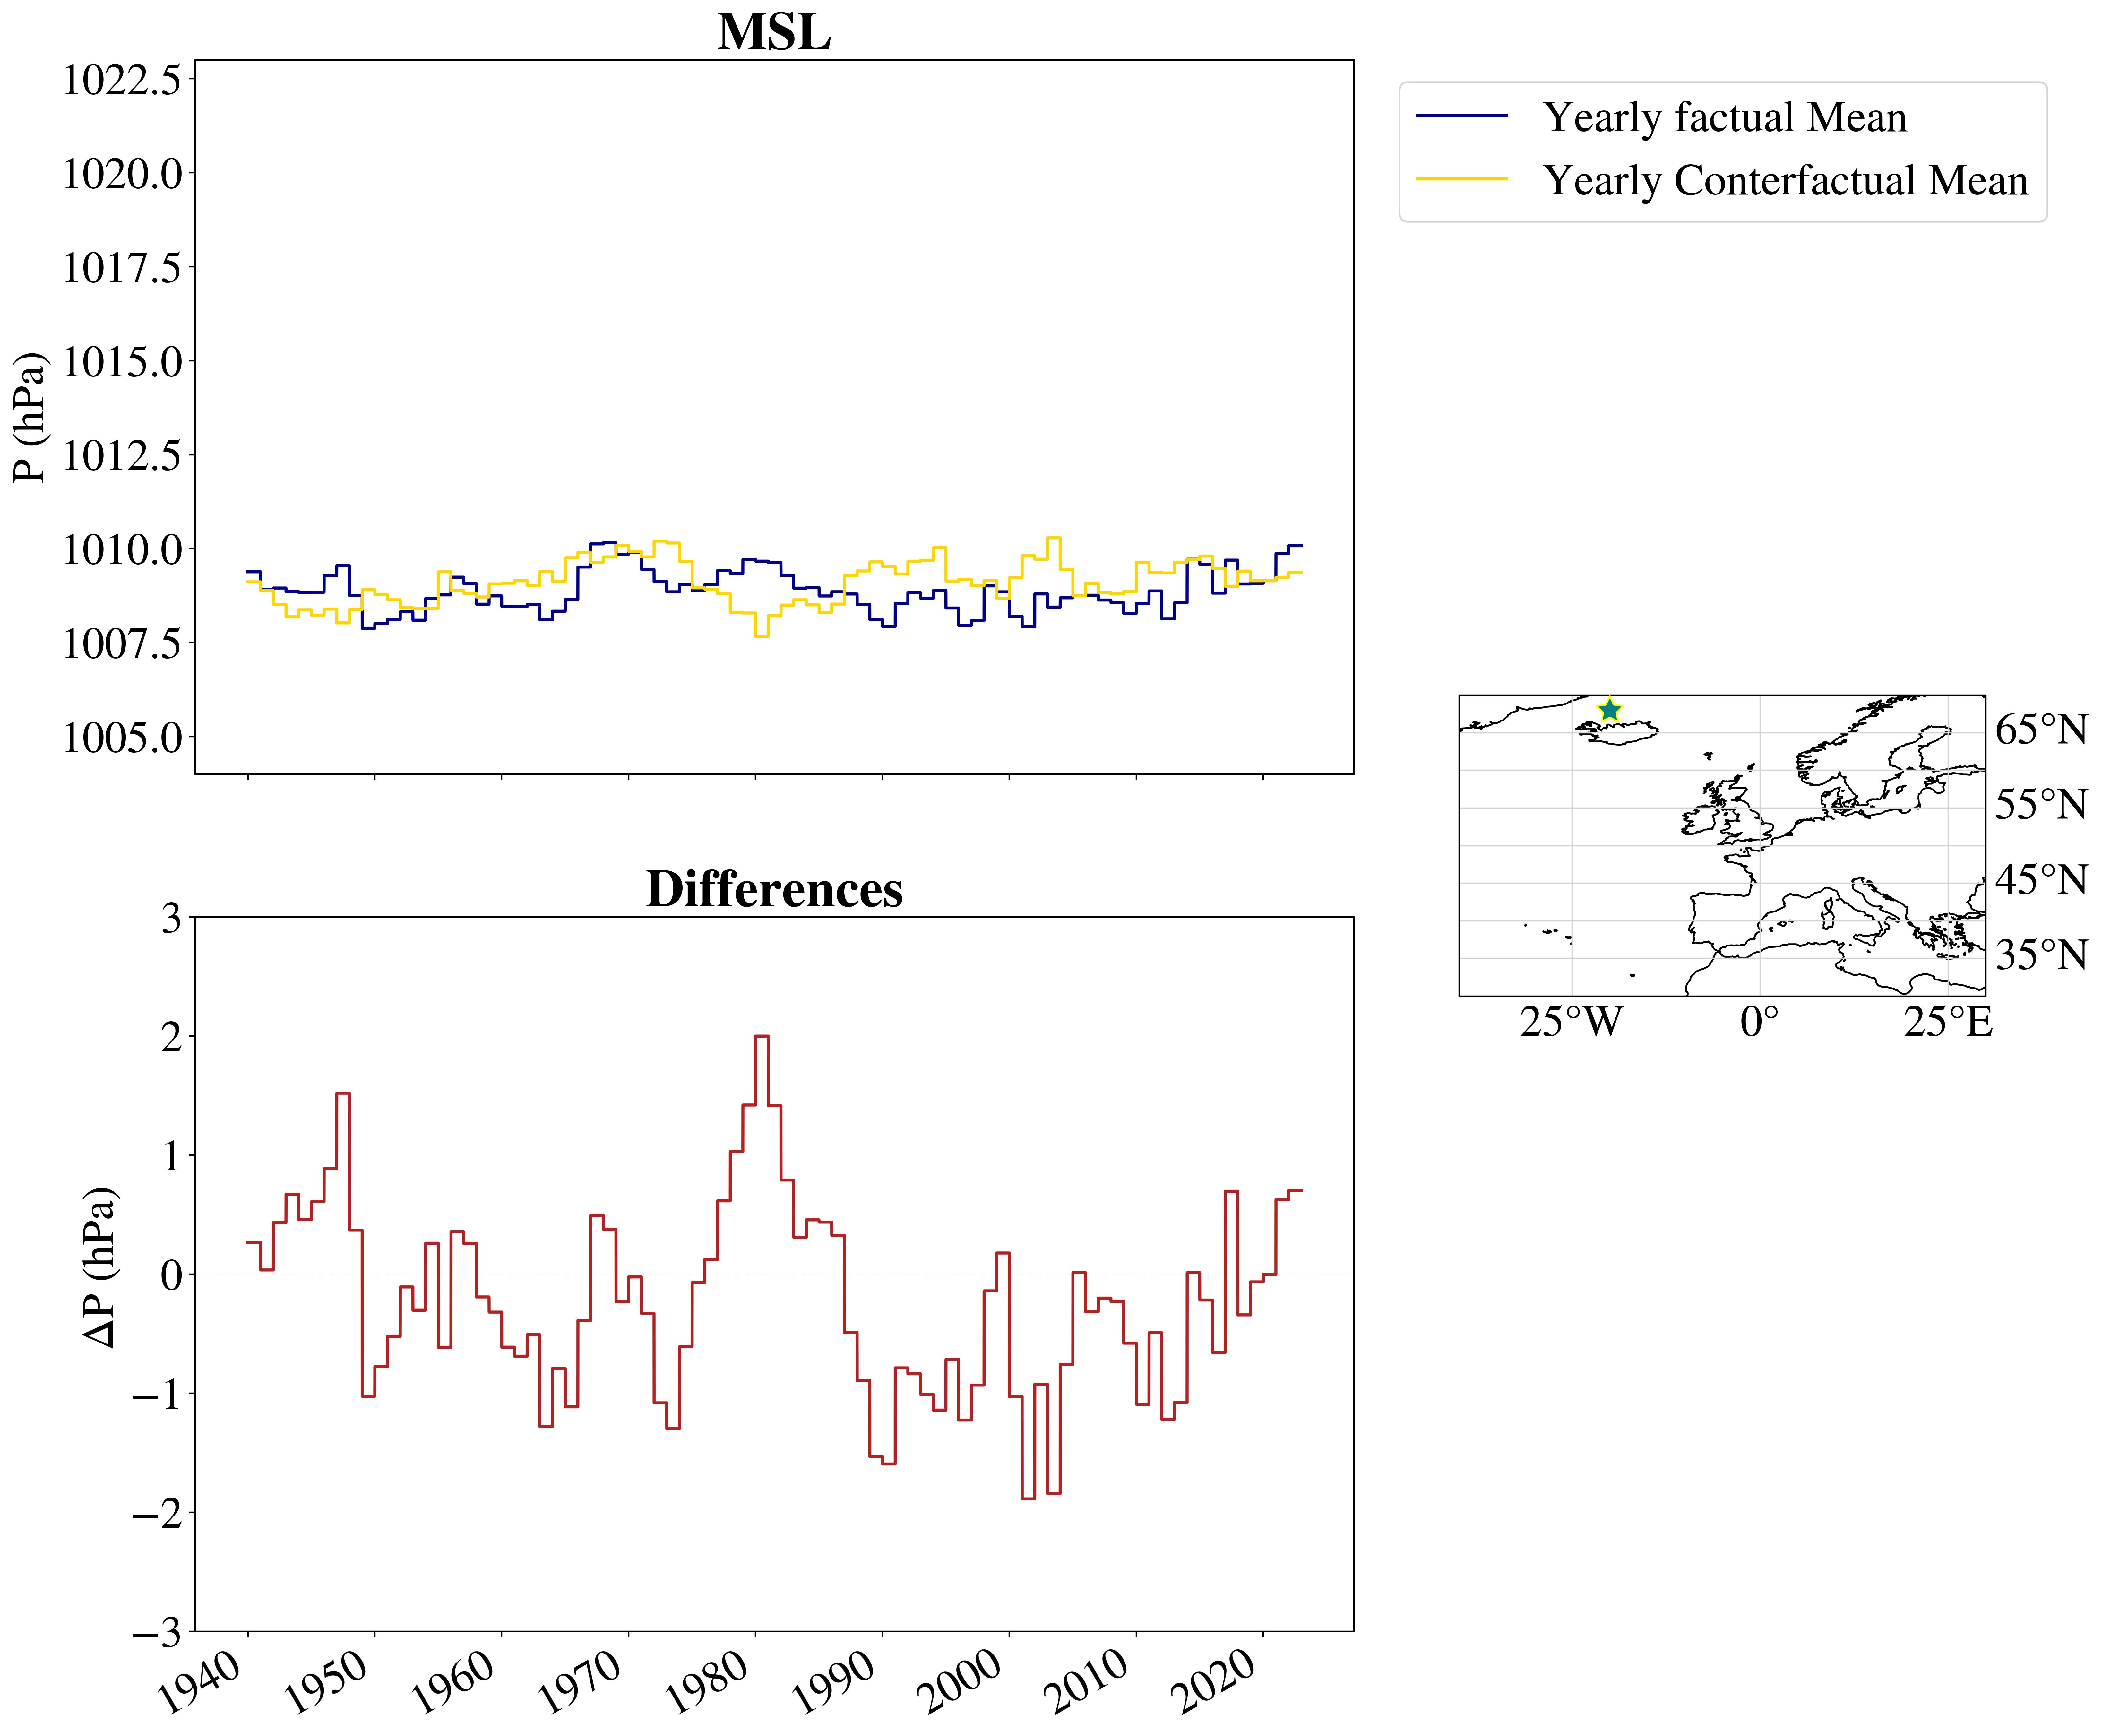 MSL
1022.5
1020.0
1017.5
1015.0
1012.5
1010.0
1007.5
1005.0
P (hPa)
Yearly factual Mean
Yearly Conterfactual Mean
65°N
55°N
45°N
35°N
25°W 0° 25°E
Differences
3
2
1
0
−1
−2
−3
ΔP (hPa)
1940 1950 1960 1970 1980 1990 2000 2010 2020